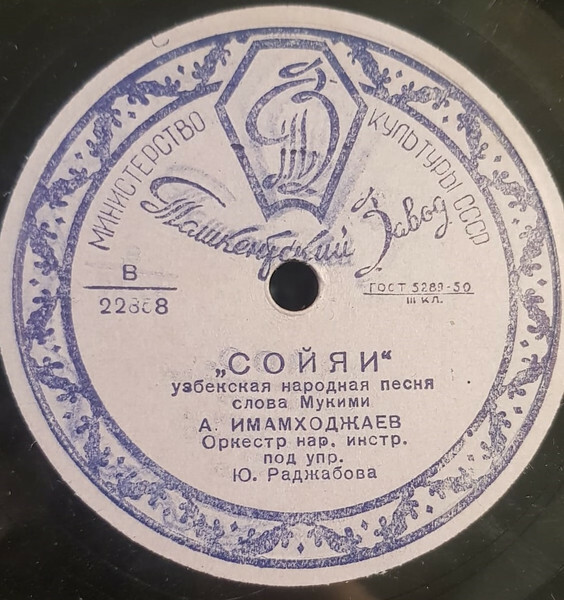 МИНИСТЕРСТВО КУЛЬТУРЫ СССР
Ташкентский Завод
В
ГОСТ 5289-50
III КЛ.
„СОЙЯИ“
узбекская народная песня
слова Мукими
А. ИМАМХОДЖАЕВ
Оркестр нар. инстр.
под упр.
Ю. Раджабова